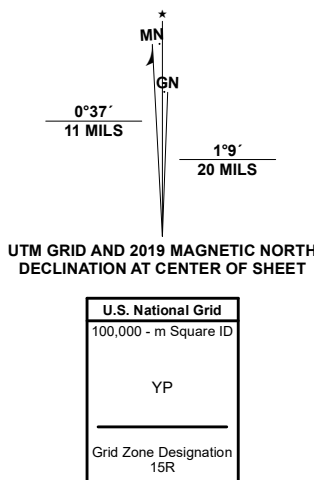 MN
GN
0°37´
11 MILS
1°9´
20 MILS
UTM GRID AND 2019 MAGNETIC NORTH
DECLINATION AT CENTER OF SHEET
U.S. National Grid
100,000 - m Square ID
YP
Grid Zone Designation
15R